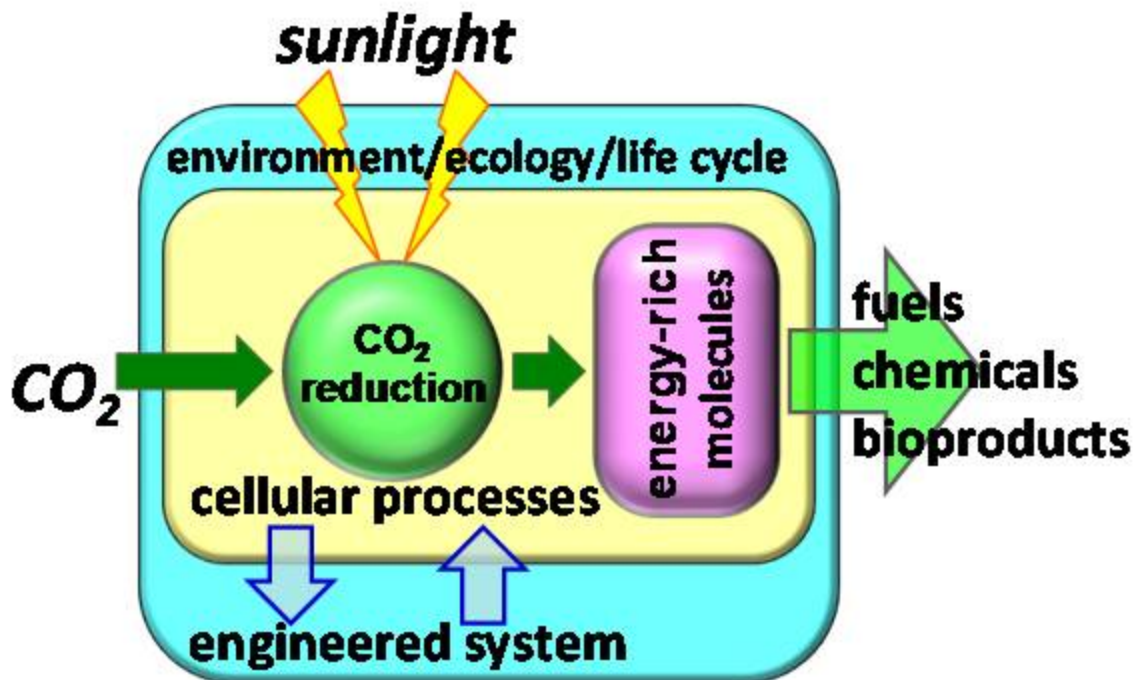 sunlight
environment/ecology/life cycle
CO₂
CO₂
reduction
energy-rich
molecules
fuels
chemicals
bioproducts
cellular processes
engineered system